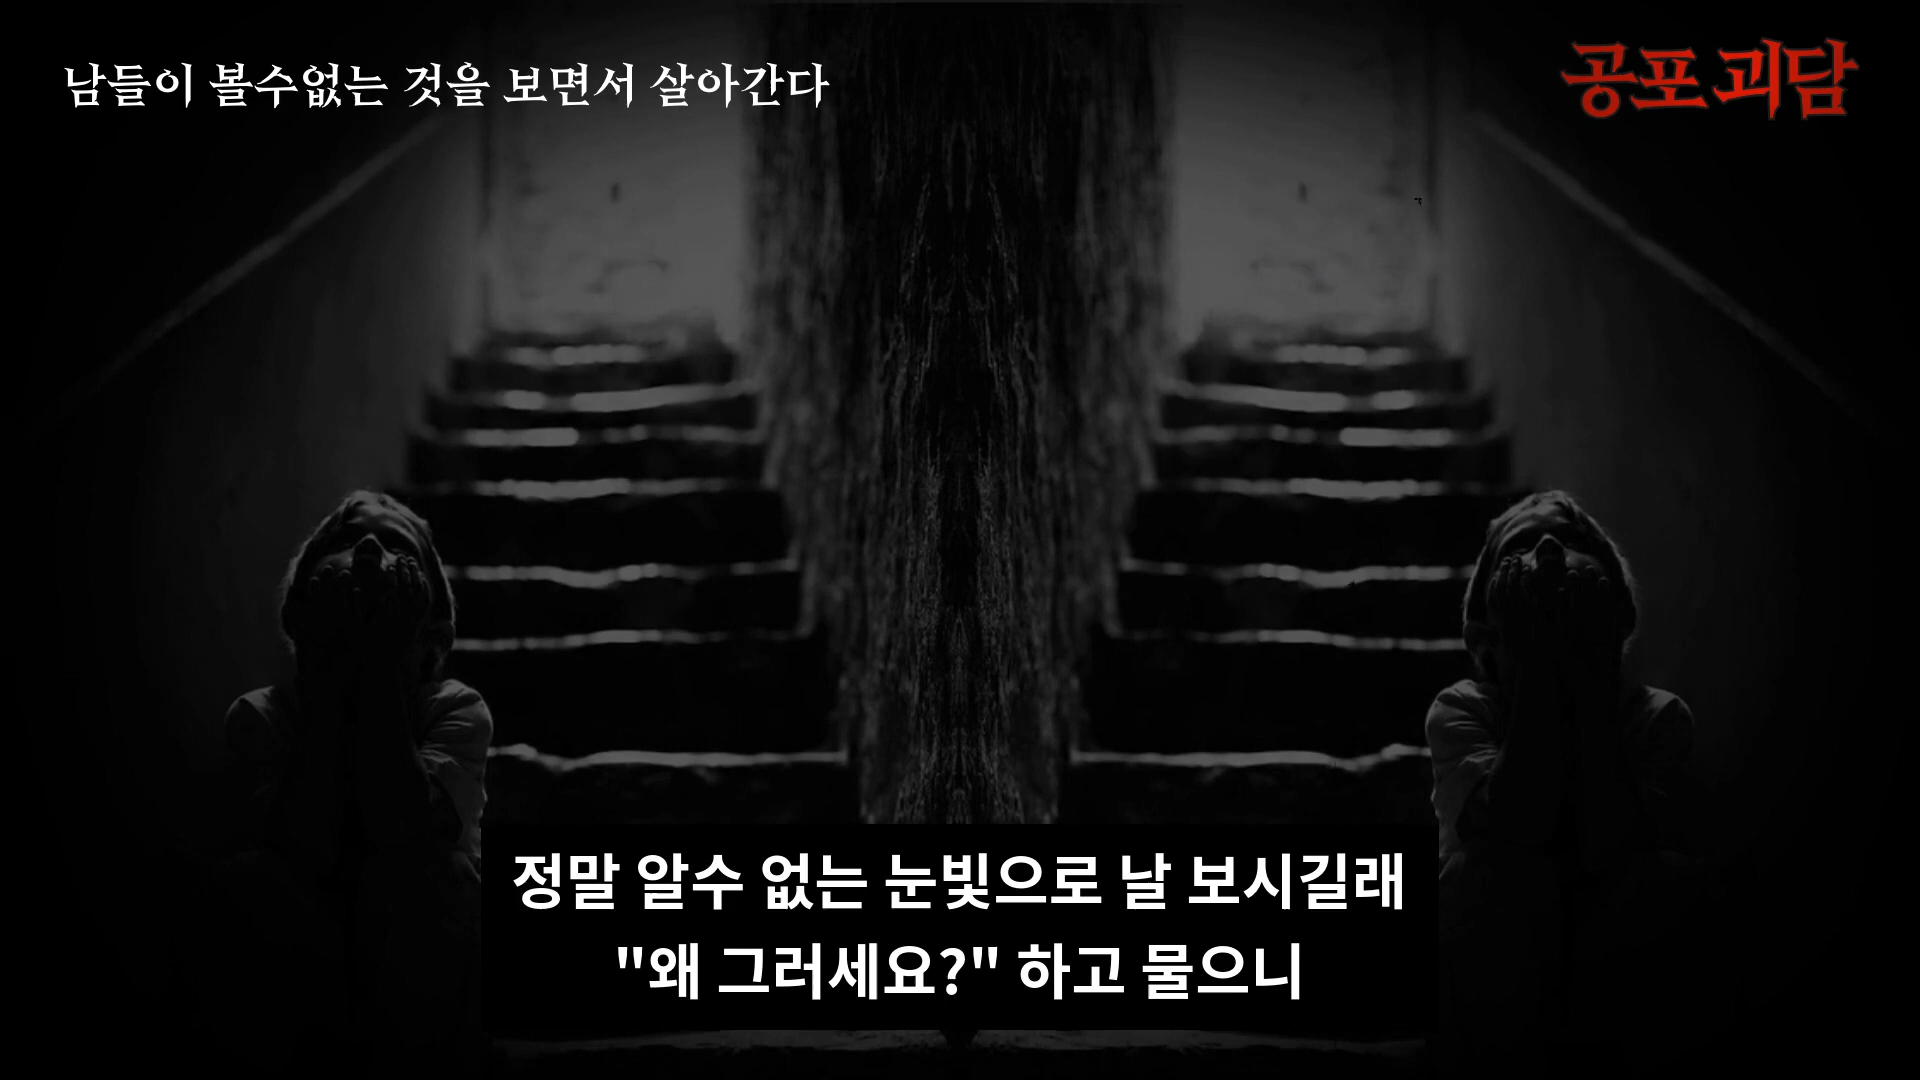 남들이 볼수없는 것을 보면서 살아간다
공포 괴담
정말 알수 없는 눈빛으로 날 보시길래
"왜 그러세요?" 하고 물으니